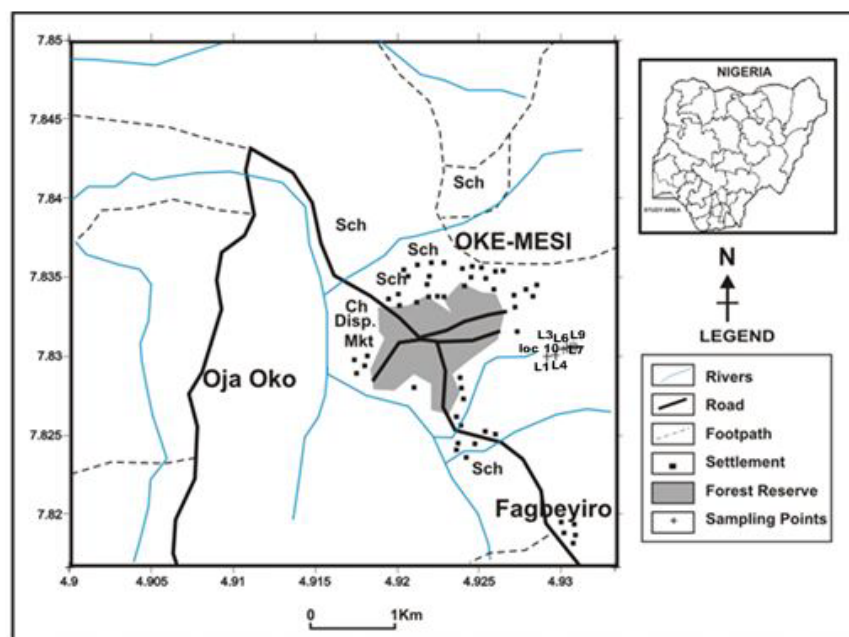 7.85
7.845
7.84
7.835
7.83
7.825
7.82
4.9
4.905
4.91
4.915
4.92
4.925
4.93
Sch
Sch
Sch
OKE-MESI
Sch
Ch
Disp.
Mkt
L3 L6 L9
loc 10 L7
L1 L4
Oja Oko
Sch
Fagbeyiro
0 1Km
NIGERIA
STUDY AREA
N
LEGEND
Rivers
Road
Footpath
Settlement
Forest Reserve
Sampling Points